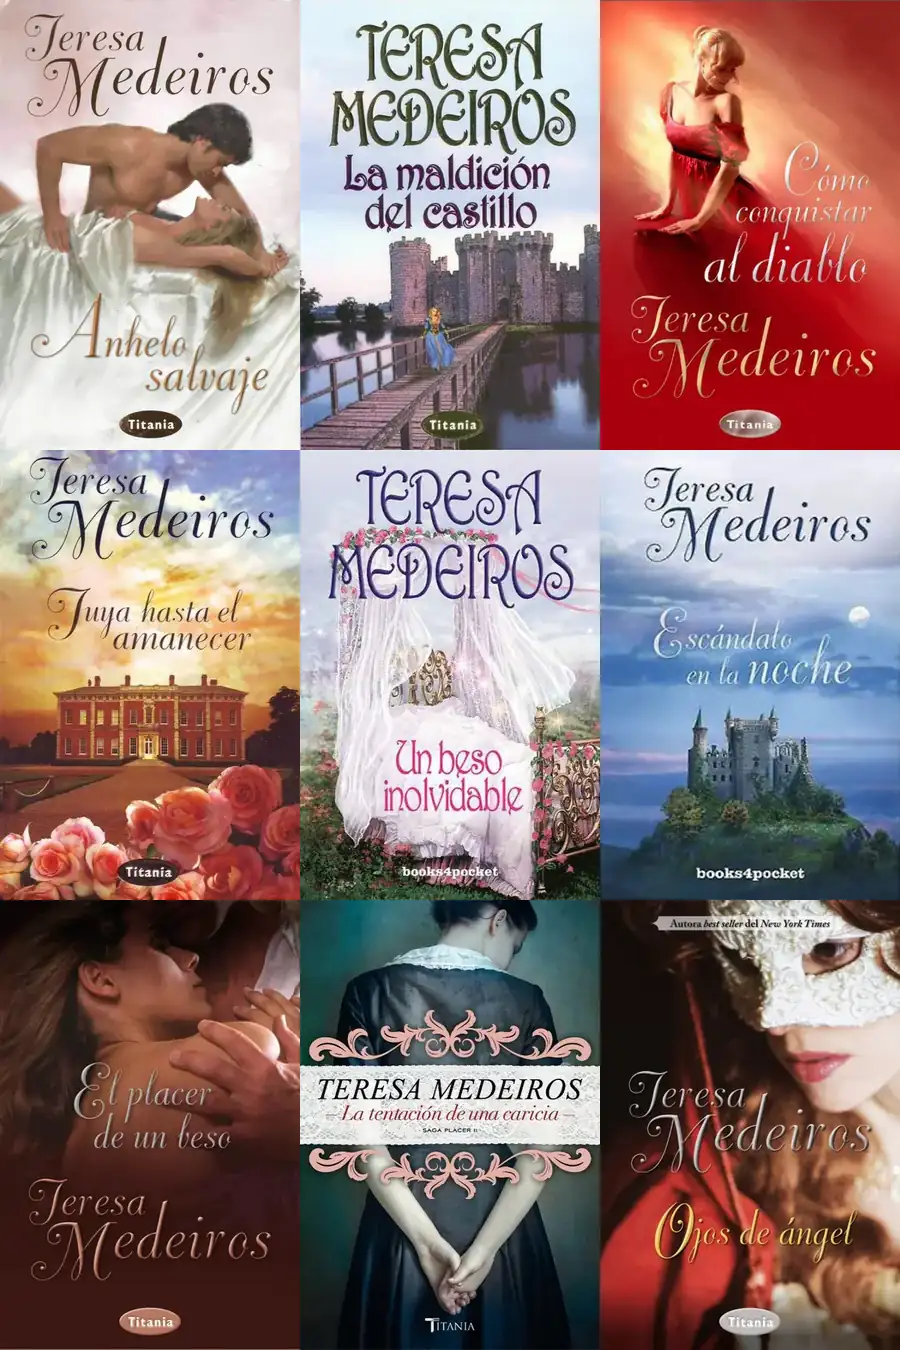 Teresa
Medeiros
Anhelo
salvaje
Titania
TERESA
MEDEIROS
La maldición
del castillo
Titania
Cómo
conquistar
al diablo
Teresa
Medeiros
Titania
Teresa
Medeiros
Tuya hasta el
amanecer
Titania
TERESA
MEDEIROS
Un beso
inolvidable
books4pocket
Teresa
Medeiros
Escándalo
en la noche
books4pocket
El placer
de un beso
Teresa
Medeiros
Titania
TERESA MEDEIROS
La tentación de una caricia
SAGA PLACER II
TITANIA
Autora best seller del New York Times
Teresa
Medeiros
Ojos de ángel
Titania